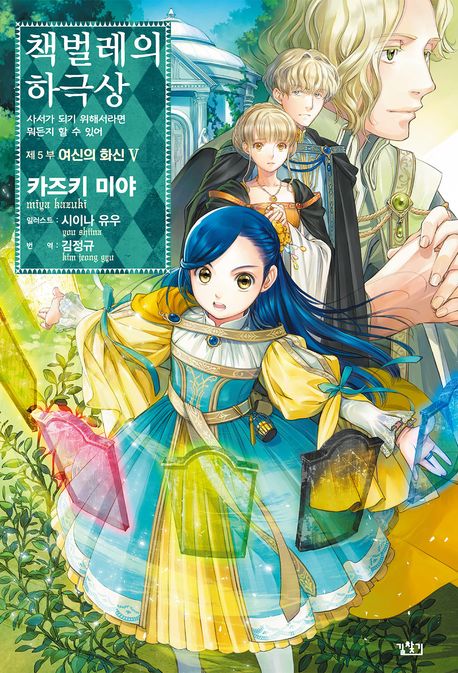 책벌레의
하극상
사서가 되기 위해서라면
뭐든지 할 수 있어
제5부 여신의 화신 V
카즈키 미야
miya kazuki
일러스트 : 시이나 유우
you shiina
번 역 : 김정규
kim jeong gyu
길찾기